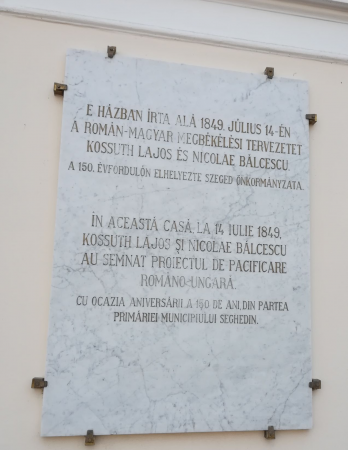 E HÁZBAN ÍRTA ALÁ 1849. JÚLIUS 14-ÉN
A ROMÁN-MAGYAR MEGBÉKÉLÉSI TERVEZETET
KOSSUTH LAJOS ÉS NICOLAE BĂLCESCU
A 150. ÉVFORDULÓN ELHELYEZTE SZEGED ÖNKORMÁNYZATA.
ÎN ACEASTĂ CASĂ, LA 14 IULIE 1849,
KOSSUTH LAJOS ȘI NICOLAE BĂLCESCU
AU SEMNAT PROIECTUL DE PACIFICARE
ROMÂNO-UNGARĂ.
CU OCAZIA ANIVERSĂRII A 150 DE ANI, DIN PARTEA
PRIMĂRIEI MUNICIPIULUI SEGHEDIN.